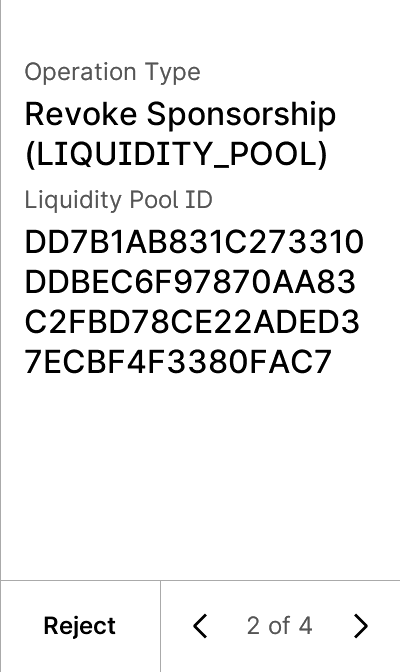 Operation Type
Revoke Sponsorship
(LIQUIDITY_POOL)
Liquidity Pool ID
DD7B1AB831C273310
DDBEC6F97870AA83
C2FBD78CE22ADED3
7ECBF4F3380FAC7
Reject
2 of 4